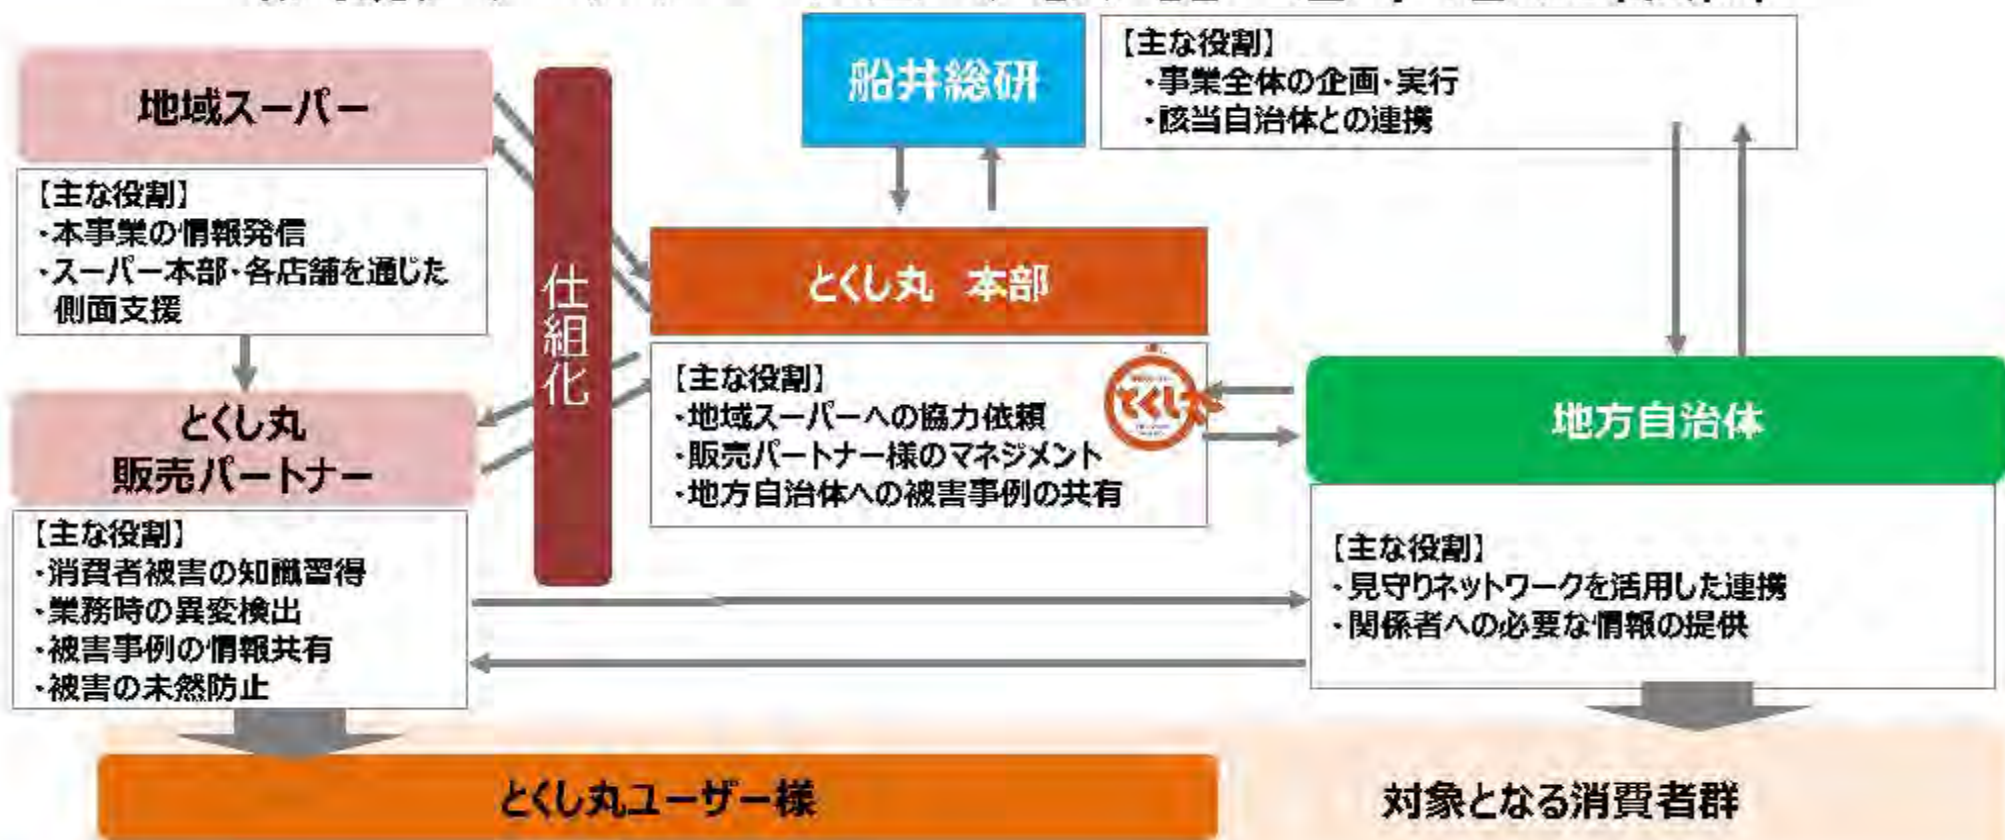 船井総研
【主な役割】
・事業全体の企画・実行
・該当自治体との連携
地域スーパー
【主な役割】
・本事業の情報発信
・スーパー本部・各店舗を通じた
側面支援
仕組化
とくし丸 本部
【主な役割】
・地域スーパーへの協力依頼
・販売パートナー様のマネジメント
・地方自治体への被害事例の共有
とくし丸
販売パートナー
【主な役割】
・消費者被害の知識習得
・業務時の異変検出
・被害事例の情報共有
・被害の未然防止
地方自治体
【主な役割】
・見守りネットワークを活用した連携
・関係者への必要な情報の提供
とくし丸ユーザー様
対象となる消費者群